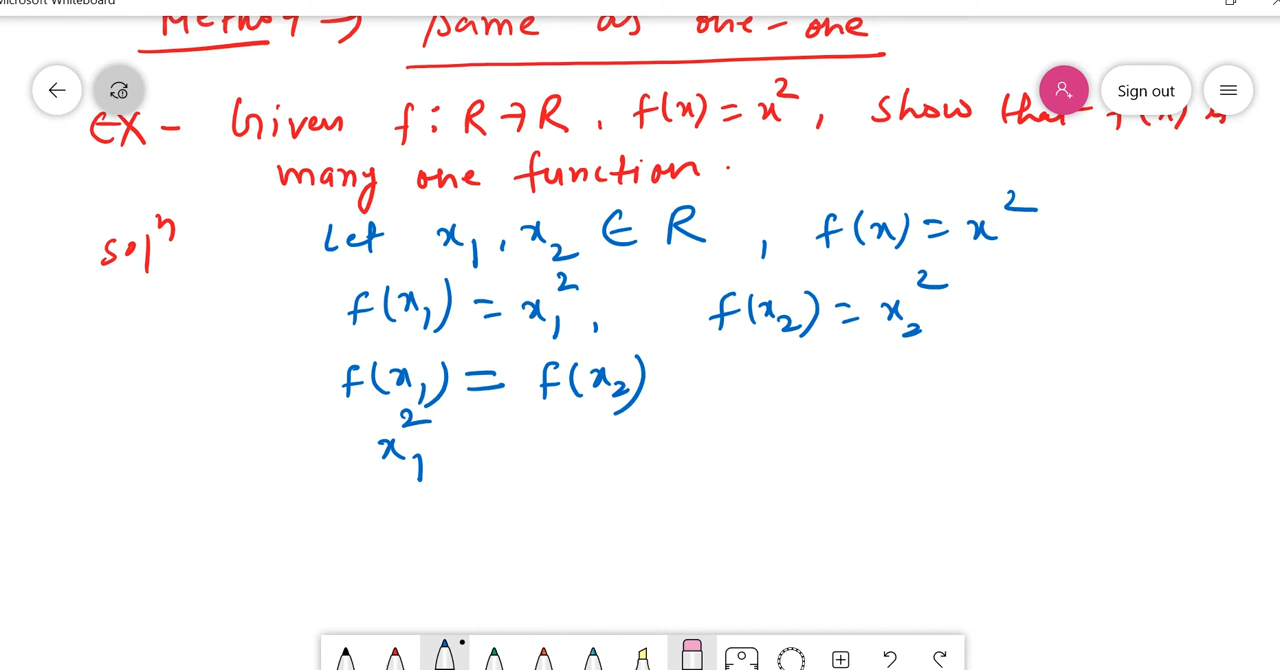 Microsoft Whiteboard
Method → same as one-one
Sign out
EX - Given f : R → R , f(x) = x², show that f(x) is
many one function.
solⁿ Let x₁, x₂ ∈ R , f(x) = x²
f(x₁) = x₁², f(x₂) = x₂²
f(x₁) = f(x₂)
x₁²